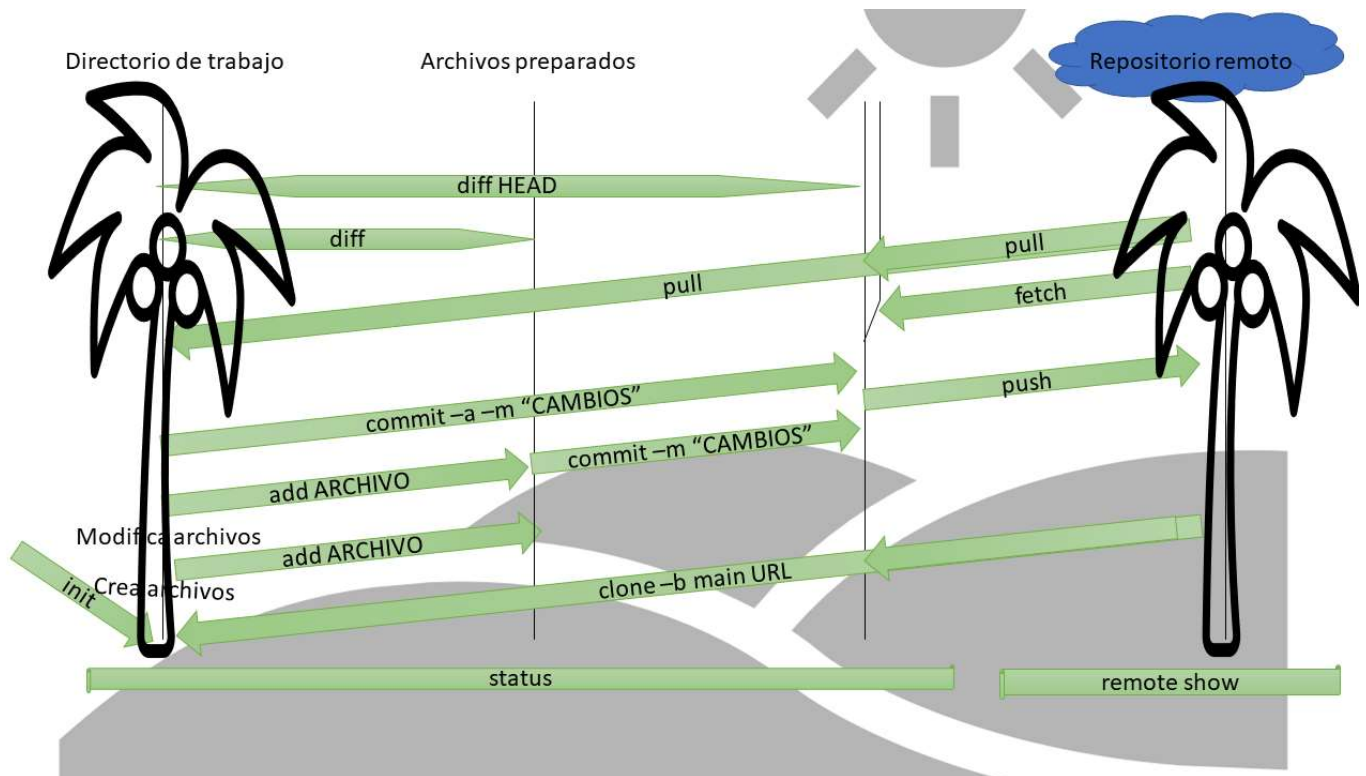 Directorio de trabajo
Archivos preparados
Repositorio remoto
diff HEAD
diff
pull
pull
fetch
push
commit –a –m “CAMBIOS”
commit –m “CAMBIOS”
add ARCHIVO
Modifica archivos
add ARCHIVO
Crea archivos
init
clone –b main URL
status
remote show